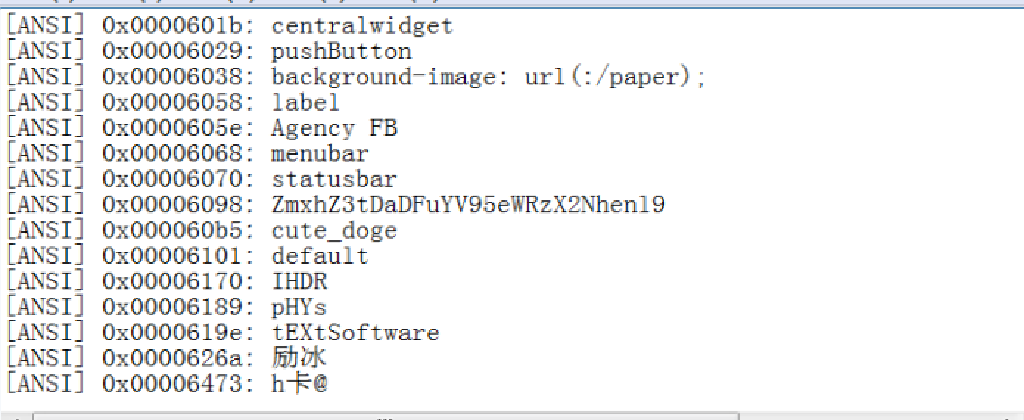 [ANSI] 0x0000601b: centralwidget
[ANSI] 0x00006029: pushButton
[ANSI] 0x00006038: background-image: url(:/paper);
[ANSI] 0x00006058: label
[ANSI] 0x0000605e: Agency FB
[ANSI] 0x00006068: menubar
[ANSI] 0x00006070: statusbar
[ANSI] 0x00006098: ZmxhZ3tDaDFuYV95eWRzX2Nhenl9
[ANSI] 0x000060b5: cute_doge
[ANSI] 0x00006101: default
[ANSI] 0x00006170: IHDR
[ANSI] 0x00006189: pHYs
[ANSI] 0x0000619e: tEXtSoftware
[ANSI] 0x0000626a: 励冰
[ANSI] 0x00006473: h卡@